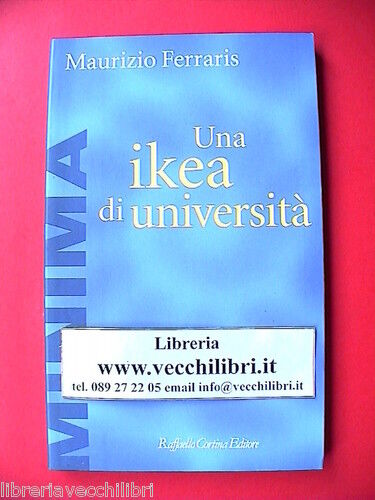 Maurizio Ferraris
Una
ikea
di università
MINIMA
Libreria
www.vecchilibri.it
tel. 089 27 22 05 email info@vecchilibri.it
Raffaello Cortina Editore
libreriavecchilibri